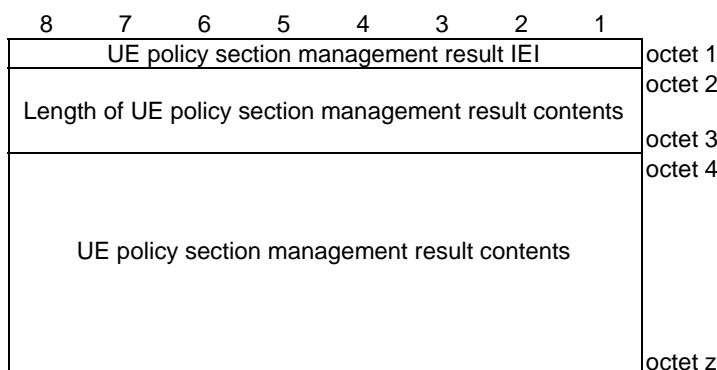 8 7 6 5 4 3 2 1
UE policy section management result IEI octet 1
octet 2
Length of UE policy section management result contents
octet 3
octet 4
UE policy section management result contents
octet z